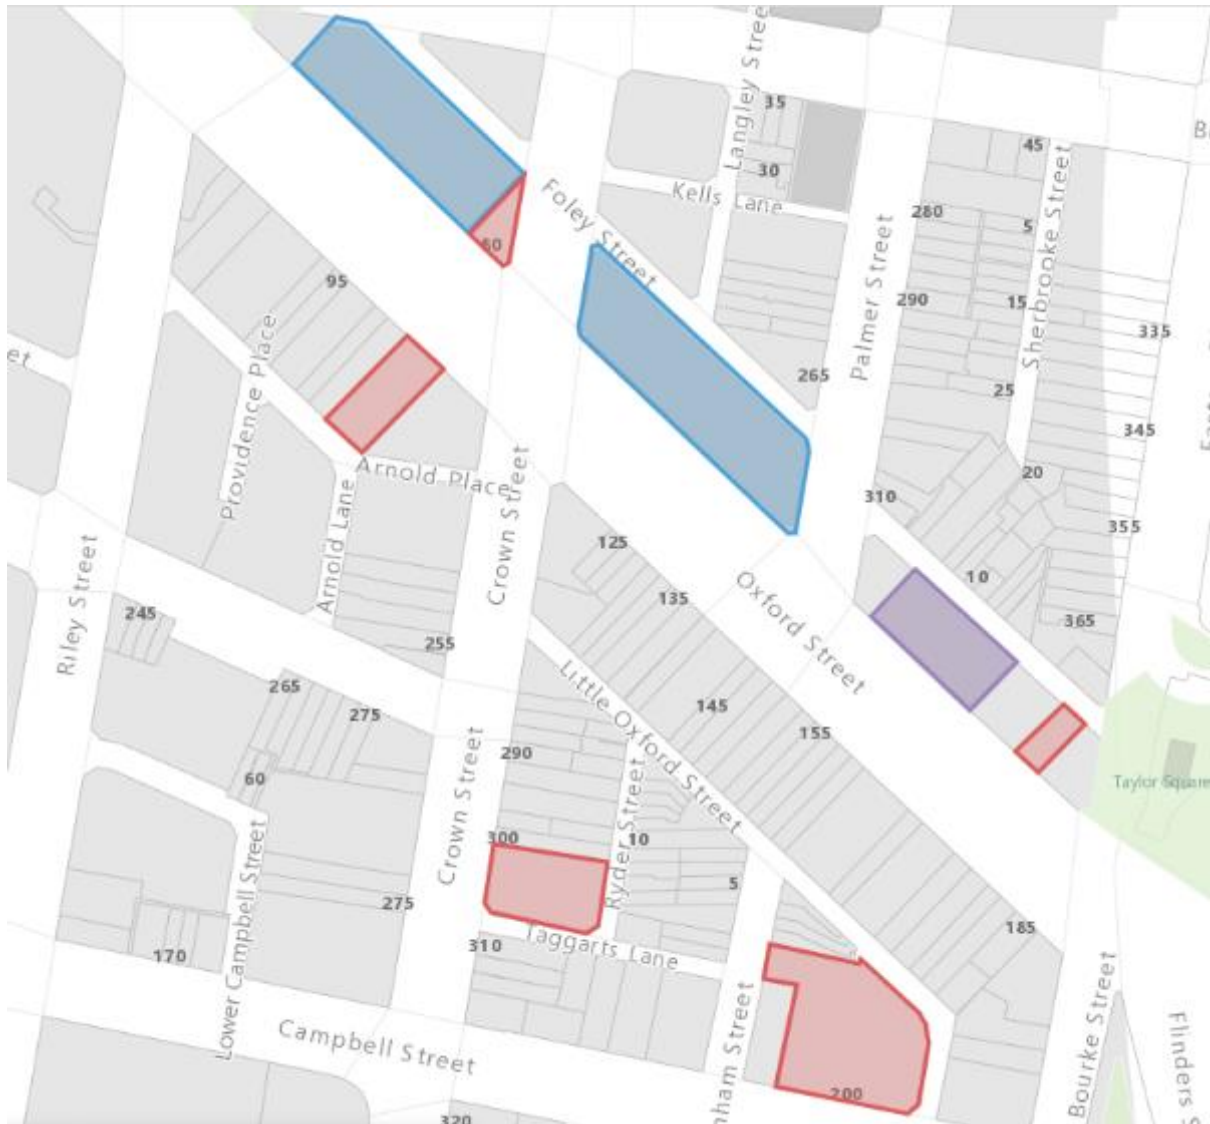 Langley Street
35
B
45
30
Kells Lane
Foley Street
280
5
Sherbrooke Street
60
Palmer Street
95
290
15
335
et
265
25
Providence Place
345
Arnold Place
20
310
355
Crown Street
Arnold Lane
125
10
Oxford Street
135
Riley Street
245
365
255
Little Oxford Street
265
145
275
155
290
60
Taylor Square
Crown Street
Ryder Street
300
10
5
275
185
Lower Campbell Street
170
310
Taggarts Lane
Campbell Street
nham Street
Bourke Street
Flinders S
200
320